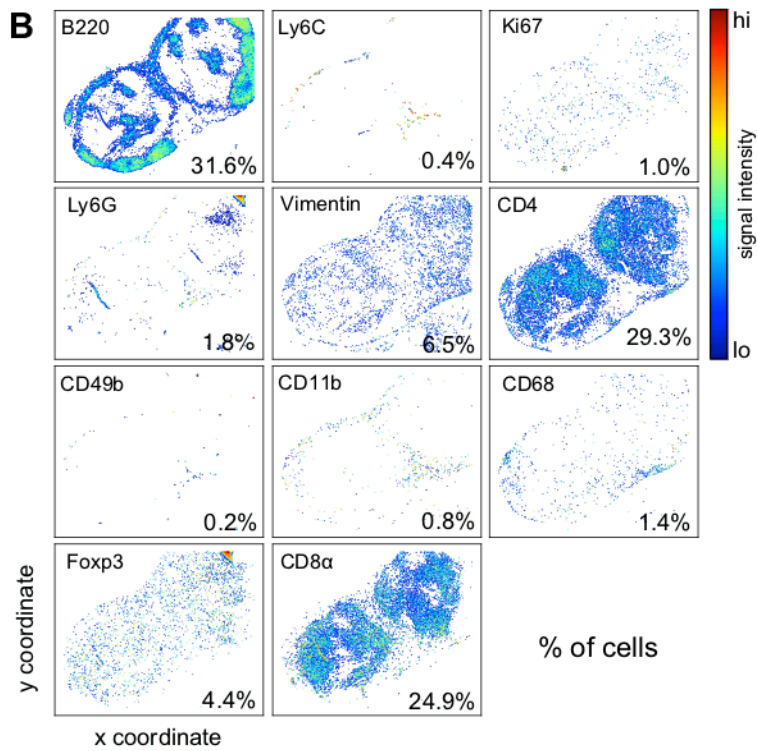 B
B220
31.6%
Ly6C
0.4%
Ki67
1.0%
hi
signal intensity
lo
Ly6G
1.8%
Vimentin
6.5%
CD4
29.3%
CD49b
0.2%
CD11b
0.8%
CD68
1.4%
Foxp3
4.4%
CD8α
24.9%
% of cells
y coordinate
x coordinate